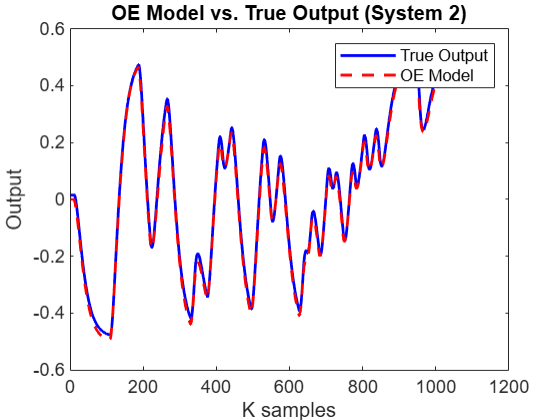 OE Model vs. True Output (System 2)
True Output
OE Model
Output
0.6
0.4
0.2
0
-0.2
-0.4
-0.6
0 200 400 600 800 1000 1200
K samples